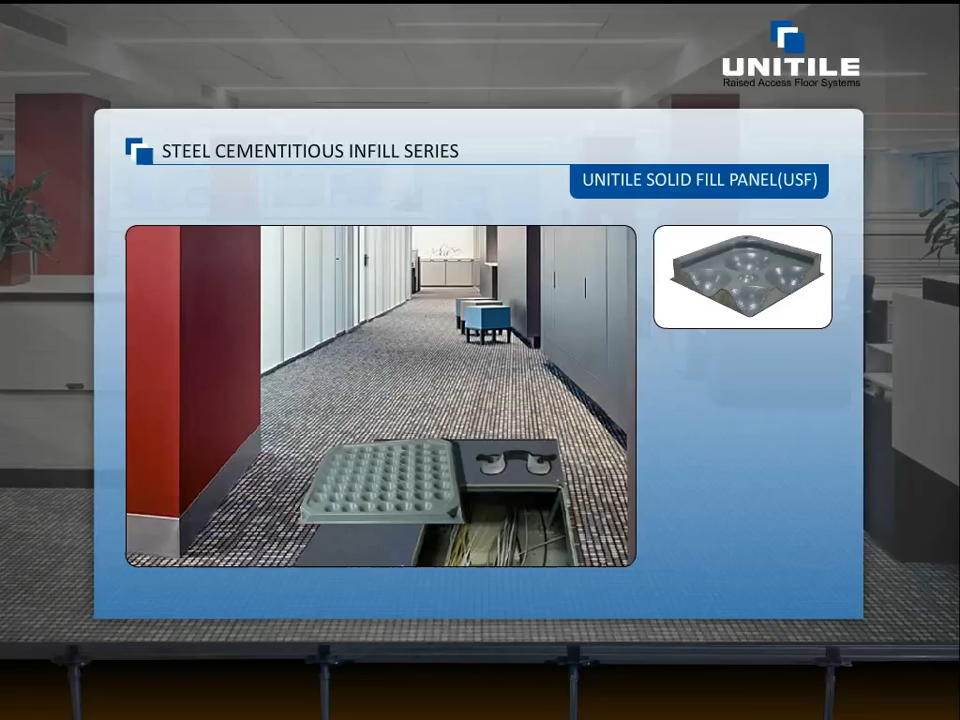 UNITILE
Raised Access Floor Systems
STEEL CEMENTITIOUS INFILL SERIES
UNITILE SOLID FILL PANEL(USF)